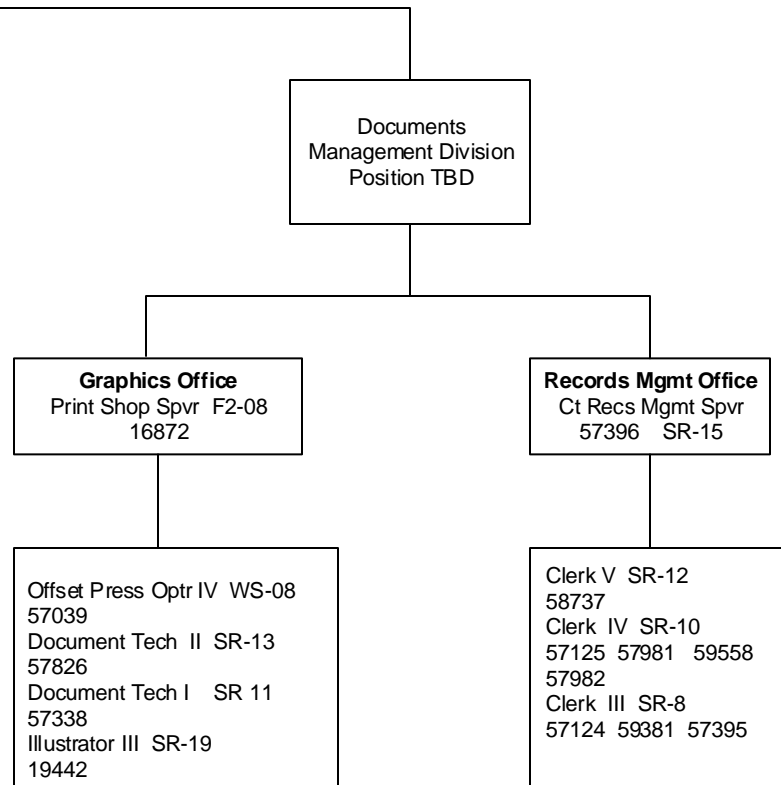 Documents
Management Division
Position TBD
Graphics Office
Print Shop Spvr F2-08
16872
Records Mgmt Office
Ct Recs Mgmt Spvr
57396 SR-15
Offset Press Optr IV WS-08
57039
Document Tech II SR-13
57826
Document Tech I SR 11
57338
Illustrator III SR-19
19442
Clerk V SR-12
58737
Clerk IV SR-10
57125 57981 59558
57982
Clerk III SR-8
57124 59381 57395